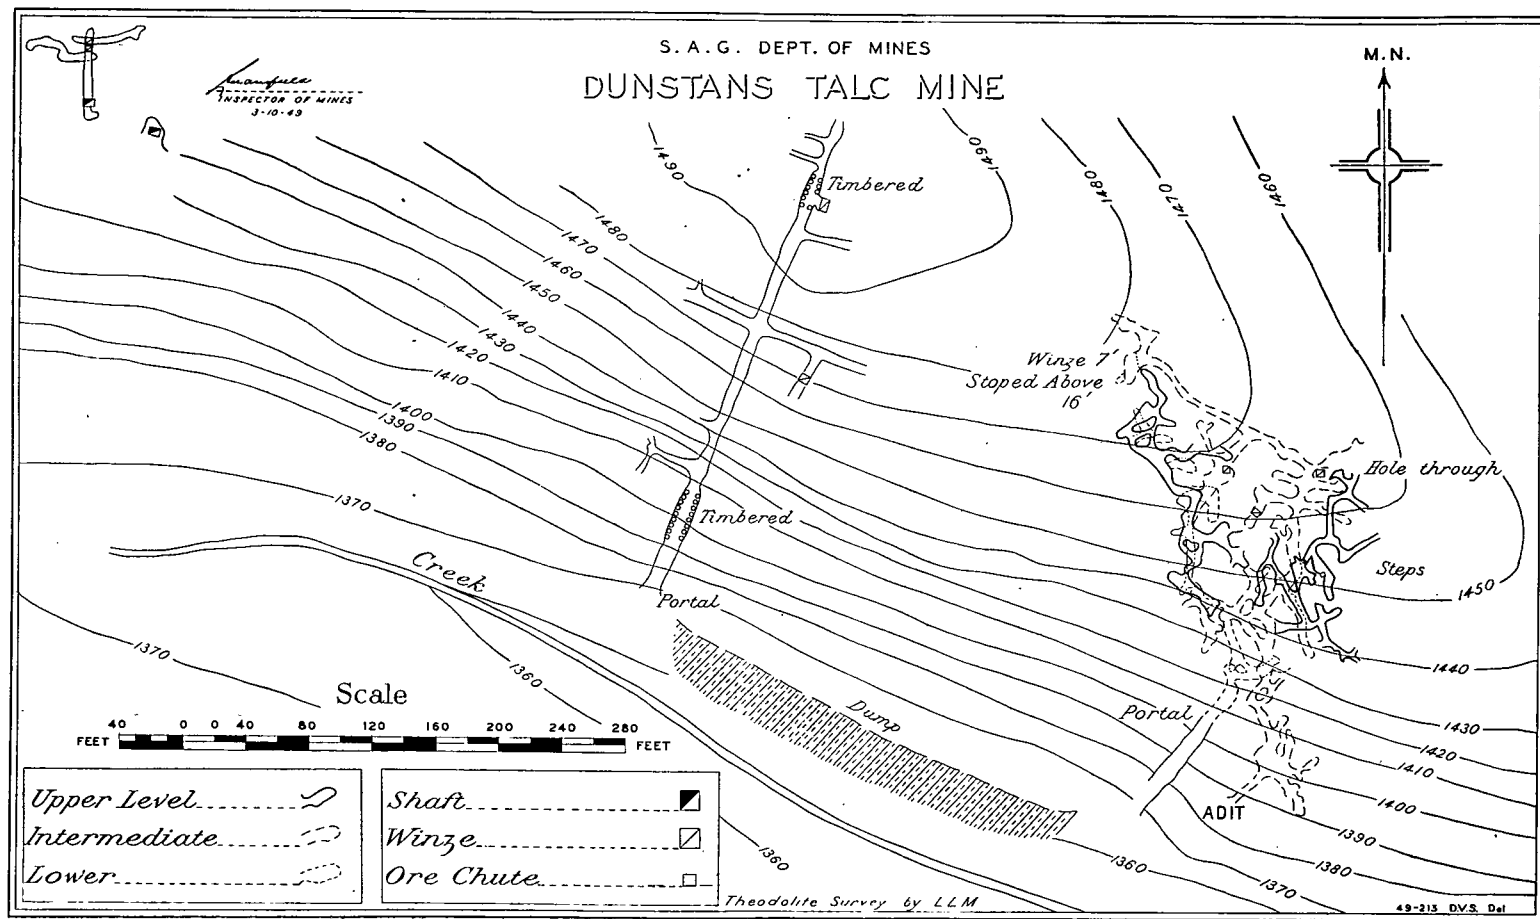 S.A.G. DEPT. OF MINES
DUNSTANS TALC MINE
INSPECTOR OF MINES
3-10-49
M.N.
1490
1490
1480
1470
1460
Timbered
1480
1470
1460
1450
1440
1430
1420
1410
1400
1390
1380
1370
Winze 7'
Stoped Above
16'
Hole through
Timbered
Steps
Creek
Portal
1450
1440
1370
1360
Scale
Dump
Portal
1430
1420
1410
1400
1390
1380
1370
1360
1360
ADIT
40 0 0 40 80 120 160 200 240 280
FEET FEET
Upper Level
Intermediate
Lower
Shaft
Winze
Ore Chute
Theodolite Survey by LLM
49-213 D.V.S. Del